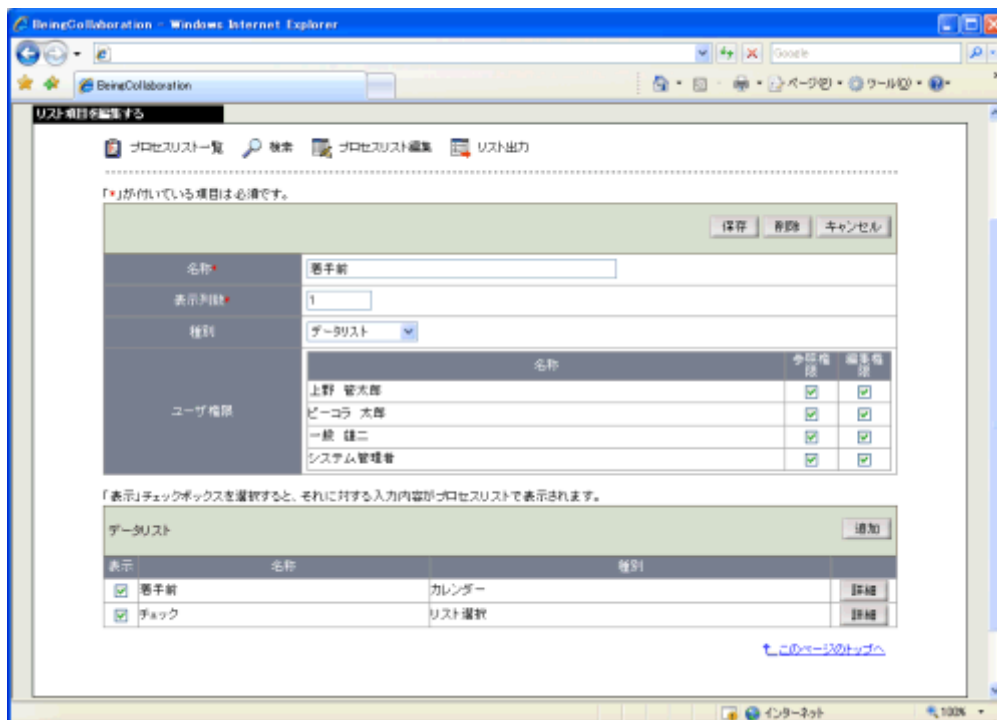 BeingCollaboration - Windows Internet Explorer
Google
BeingCollaboration ページ(P) ツール(O)
リスト項目を編集する
プロセスリスト一覧 検索 プロセスリスト編集 リスト出力
「*」が付いている項目は必須です。
保存 削除 キャンセル
名称* 着手前
表示列数* 1
種別 データリスト
ユーザ権限 名称 参照権限 編集権限
上野 管太郎
ビーコラ 太郎
一般 雄二
システム管理者
「表示」チェックボックスを選択すると、それに対する入力内容がプロセスリストで表示されます。
データリスト 追加
表示 名称 種別
着手前 カレンダー 詳細
チェック リスト選択 詳細
このページのトップへ
インターネット 100%